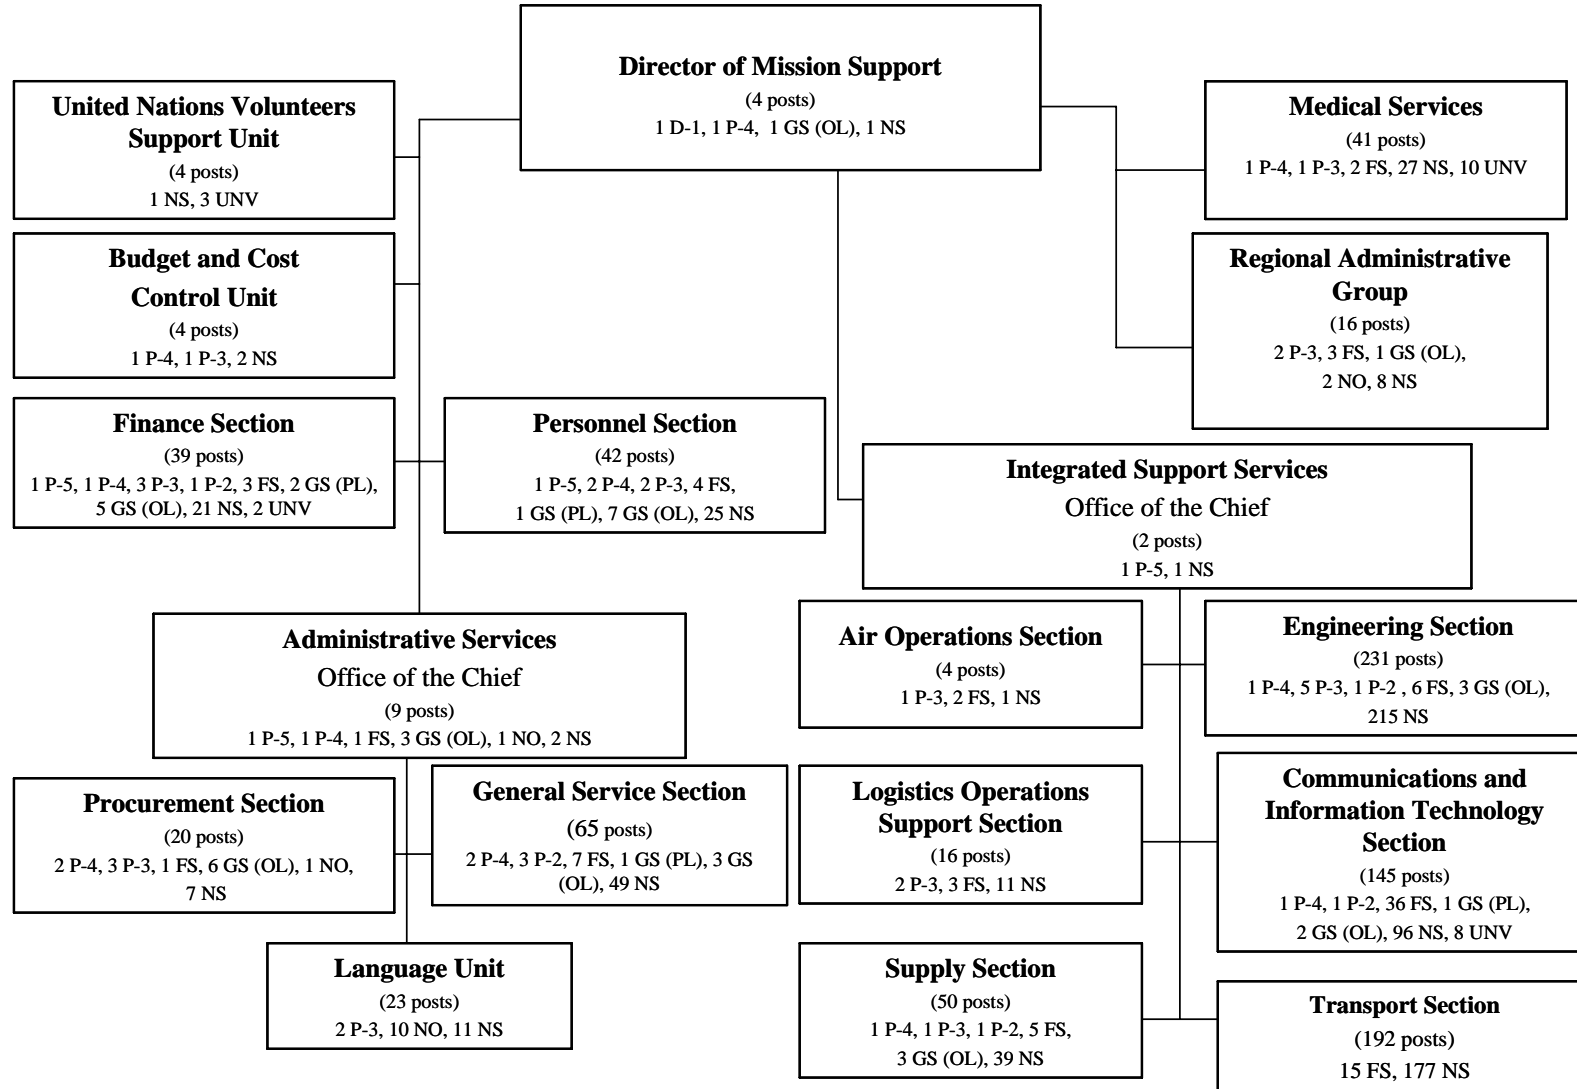 Director of Mission Support
(4 posts)
1 D-1, 1 P-4, 1 GS (OL), 1 NS
United Nations Volunteers
Support Unit
(4 posts)
1 NS, 3 UNV
Medical Services
(41 posts)
1 P-4, 1 P-3, 2 FS, 27 NS, 10 UNV
Budget and Cost
Control Unit
(4 posts)
1 P-4, 1 P-3, 2 NS
Regional Administrative
Group
(16 posts)
2 P-3, 3 FS, 1 GS (OL),
2 NO, 8 NS
Finance Section
(39 posts)
1 P-5, 1 P-4, 3 P-3, 1 P-2, 3 FS, 2 GS (PL),
5 GS (OL), 21 NS, 2 UNV
Personnel Section
(42 posts)
1 P-5, 2 P-4, 2 P-3, 4 FS,
1 GS (PL), 7 GS (OL), 25 NS
Integrated Support Services
Office of the Chief
(2 posts)
1 P-5, 1 NS
Administrative Services
Office of the Chief
(9 posts)
1 P-5, 1 P-4, 1 FS, 3 GS (OL), 1 NO, 2 NS
Air Operations Section
(4 posts)
1 P-3, 2 FS, 1 NS
Engineering Section
(231 posts)
1 P-4, 5 P-3, 1 P-2 , 6 FS, 3 GS (OL),
215 NS
Procurement Section
(20 posts)
2 P-4, 3 P-3, 1 FS, 6 GS (OL), 1 NO,
7 NS
General Service Section
(65 posts)
2 P-4, 3 P-2, 7 FS, 1 GS (PL), 3 GS
(OL), 49 NS
Logistics Operations
Support Section
(16 posts)
2 P-3, 3 FS, 11 NS
Communications and
Information Technology
Section
(145 posts)
1 P-4, 1 P-2, 36 FS, 1 GS (PL),
2 GS (OL), 96 NS, 8 UNV
Language Unit
(23 posts)
2 P-3, 10 NO, 11 NS
Supply Section
(50 posts)
1 P-4, 1 P-3, 1 P-2, 5 FS,
3 GS (OL), 39 NS
Transport Section
(192 posts)
15 FS, 177 NS